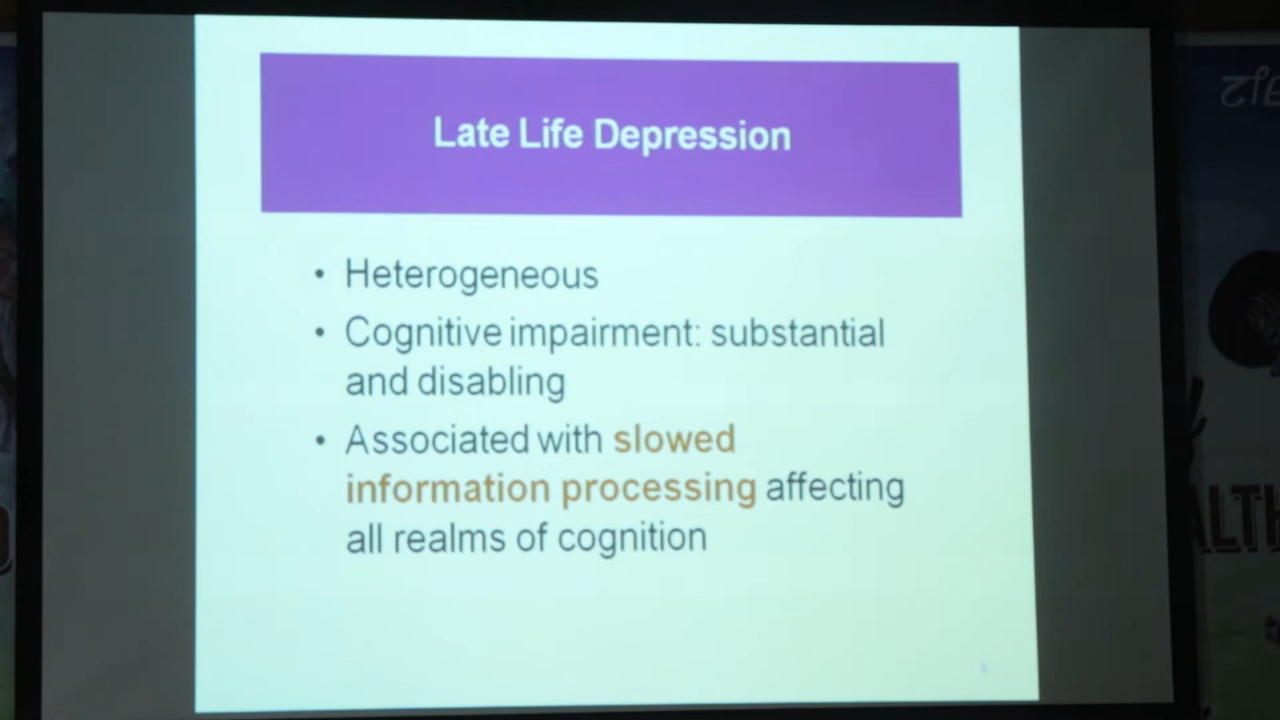 Late Life Depression
• Heterogeneous
• Cognitive impairment: substantial
and disabling
• Associated with slowed
information processing affecting
all realms of cognition